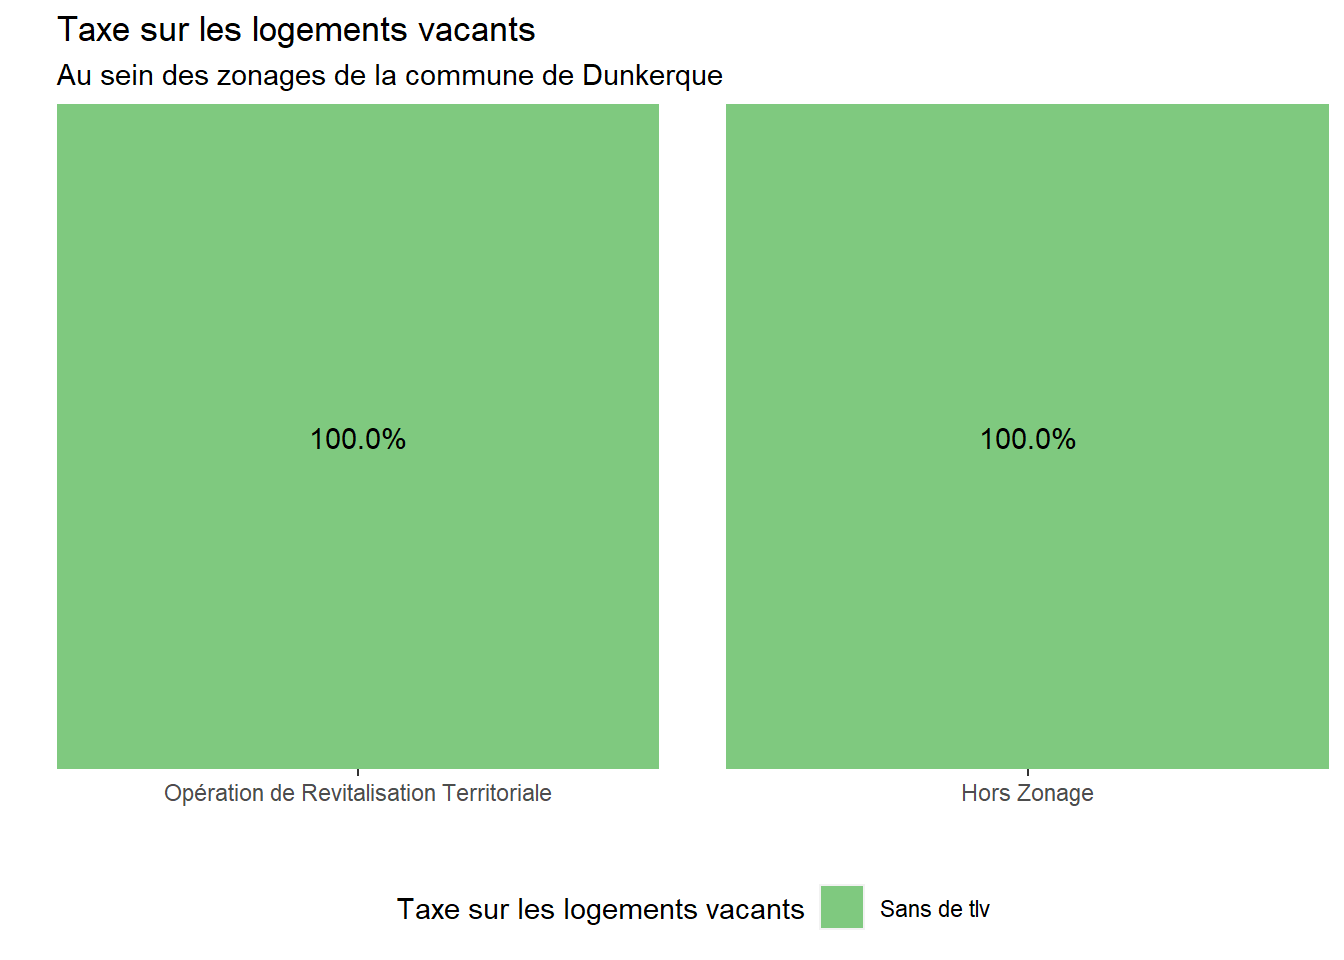 Taxe sur les logements vacants
Au sein des zonages de la commune de Dunkerque
100.0%
100.0%
Opération de Revitalisation Territoriale
Hors Zonage
Taxe sur les logements vacants
Sans de tlv